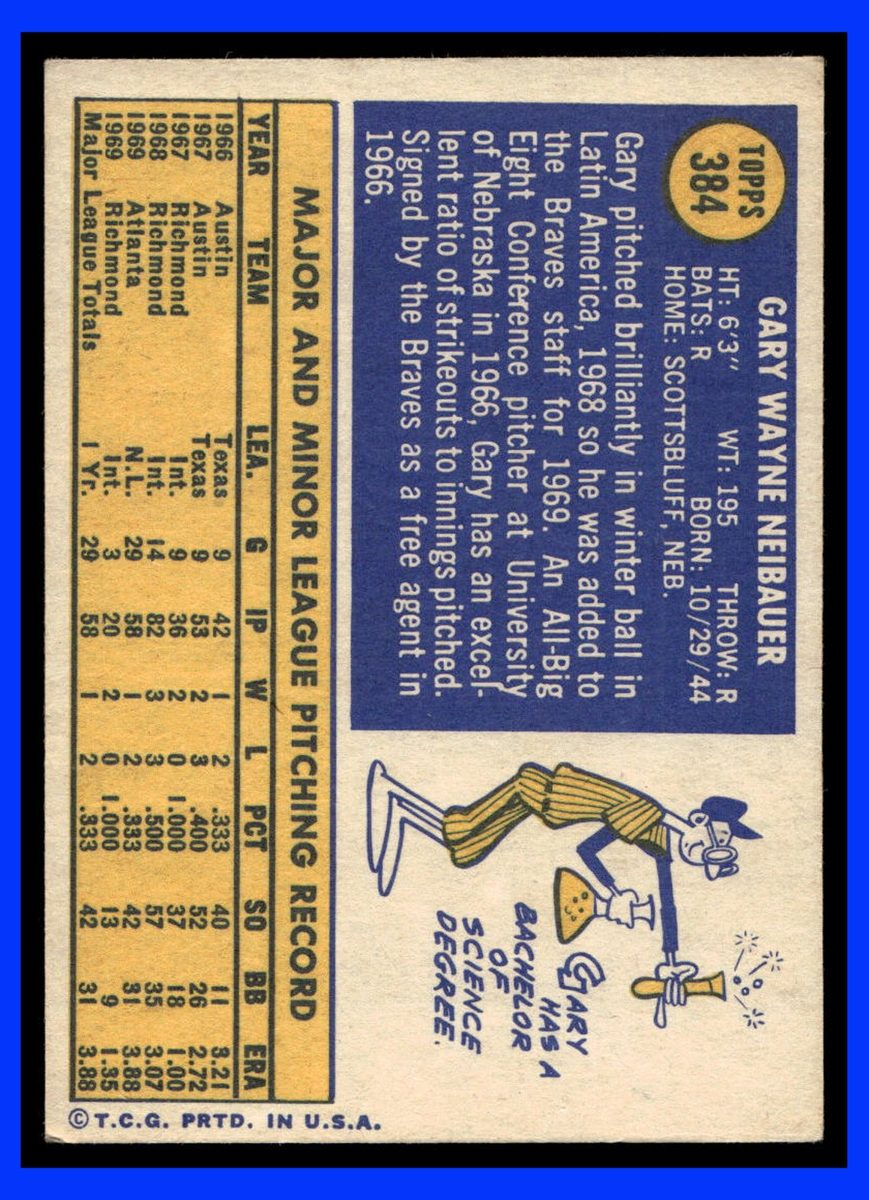 TOPPS
384
GARY WAYNE NEIBAUER
HT: 6'3" WT: 195 THROW: R
BATS: R BORN: 10/29/44
HOME: SCOTTSBLUFF, NEB.
Gary pitched brilliantly in winter ball in
Latin America, 1968 so he was added to
the Braves staff for 1969. An All-Big
Eight Conference pitcher at University
of Nebraska in 1966, Gary has an excel-
lent ratio of strikeouts to innings pitched.
Signed by the Braves as a free agent in
1966.
GARY
HAS A
BACHELOR
OF
SCIENCE
DEGREE.
MAJOR AND MINOR LEAGUE PITCHING RECORD
YEAR TEAM LEA. G IP W L PCT SO BB ERA
1966 Austin Texas 9 42 1 2 .333 40 11 3.21
1967 Austin Texas 9 53 2 3 .400 52 26 2.72
1967 Richmond Int. 9 36 2 0 1.000 37 18 1.00
1968 Richmond Int. 14 82 3 3 .500 57 35 3.07
1969 Atlanta N.L. 29 58 1 2 .333 42 31 3.88
1969 Richmond Int. 3 20 2 0 1.000 13 9 1.35
Major League Totals 1 Yr. 29 58 1 2 .333 42 31 3.88
© T.C.G. PRTD. IN U.S.A.